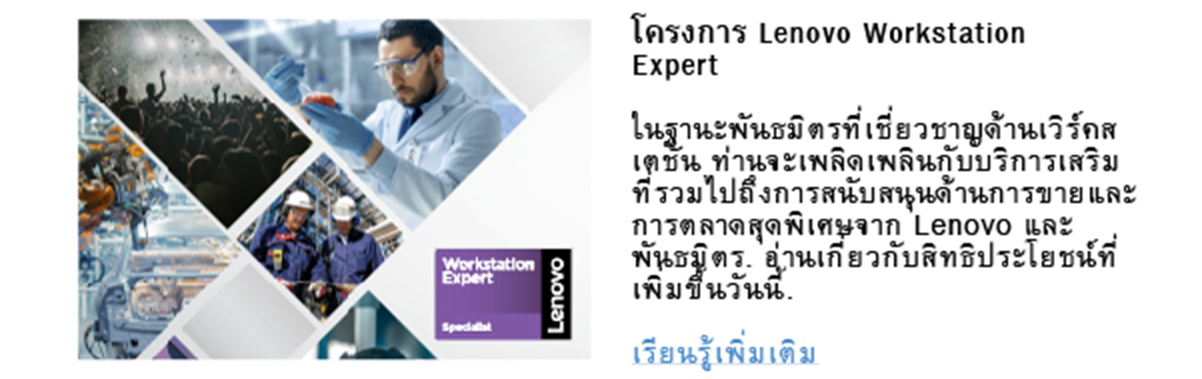 โครงการ Lenovo Workstation
Expert
ในฐานะพันธมิตรที่เชี่ยวชาญด้านเวิร์คส
เตชั่น ท่านจะเพลิดเพลินกับบริการเสริม
ที่รวมไปถึงการสนับสนุนด้านการขายและ
การตลาดสุดพิเศษจาก Lenovo และ
พันธมิตร. อ่านเกี่ยวกับสิทธิประโยชน์ที่
เพิ่มขึ้นวันนี้.
เรียนรู้เพิ่มเติม
Workstation
Expert
Specialist
Lenovo